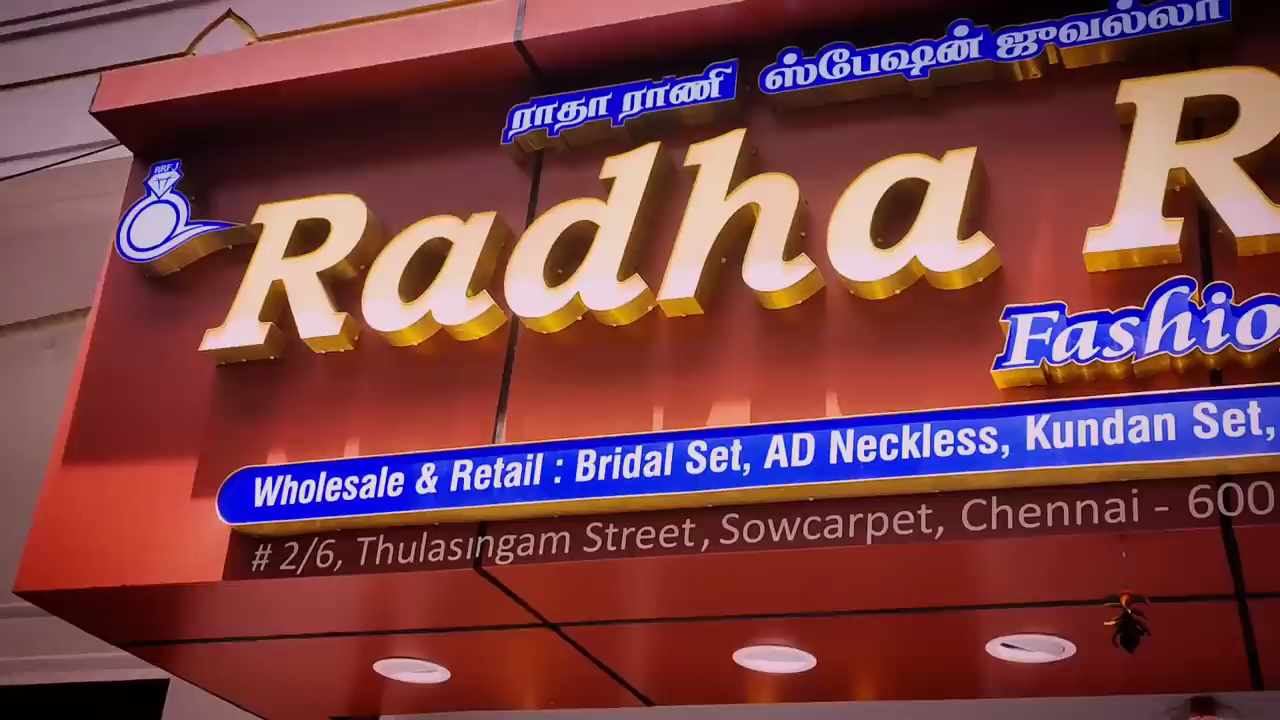 ராதா ராணி ஸ்பேஷன் ஜுவல்லா
RRFJ
Radha R
Fashio
Wholesale & Retail : Bridal Set, AD Neckless, Kundan Set,
# 2/6, Thulasingam Street, Sowcarpet, Chennai - 600